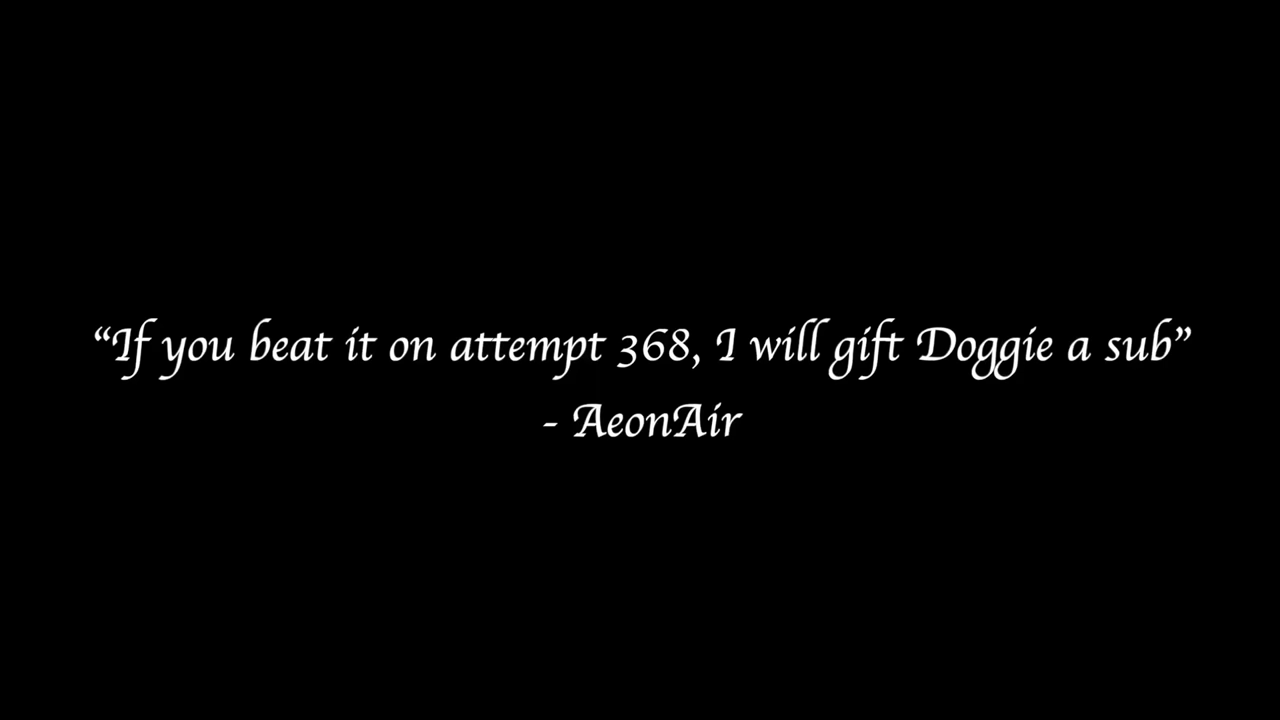 “If you beat it on attempt 368, I will gift Doggie a sub”
- AeonAir